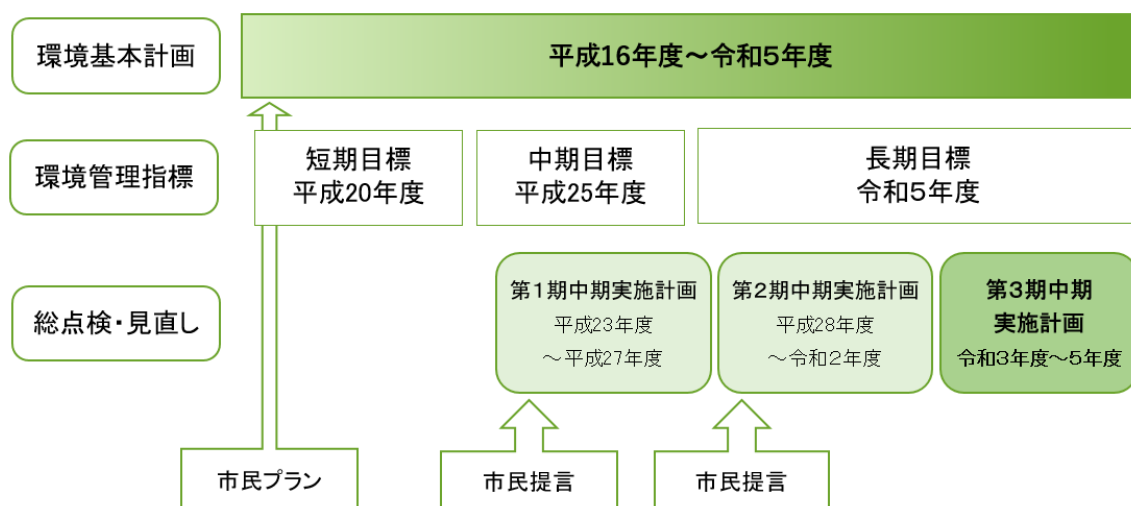 環境基本計画
平成16年度～令和5年度
環境管理指標
短期目標
平成20年度
中期目標
平成25年度
長期目標
令和5年度
総点検・見直し
第1期中期実施計画
平成23年度
～平成27年度
第2期中期実施計画
平成28年度
～令和2年度
第3期中期
実施計画
令和3年度～5年度
市民プラン
市民提言
市民提言